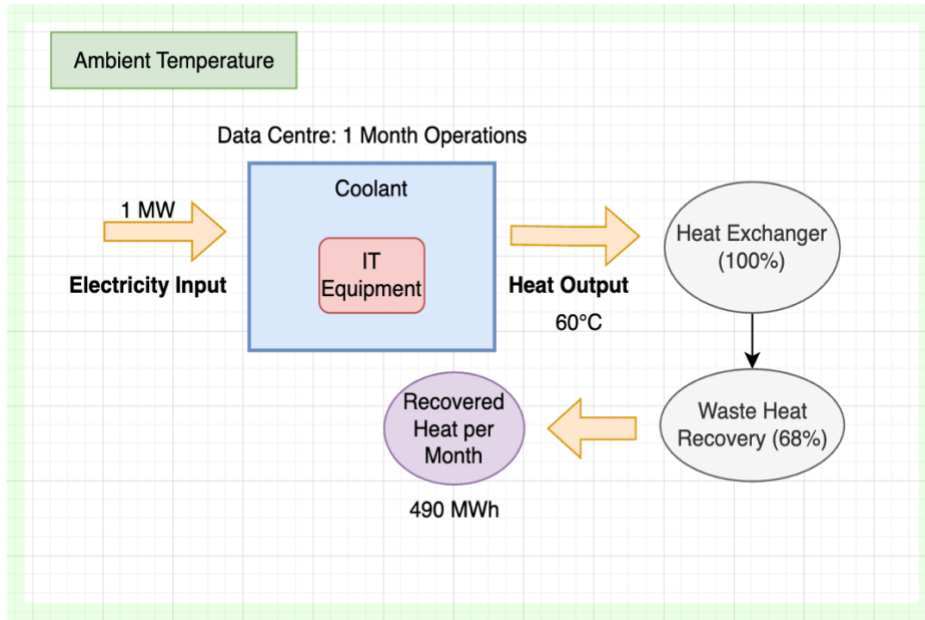 Ambient Temperature
Data Centre: 1 Month Operations
Coolant
1 MW
IT
Equipment
Electricity Input
Heat Output
60°C
Heat Exchanger
(100%)
Waste Heat
Recovery (68%)
Recovered
Heat per
Month
490 MWh